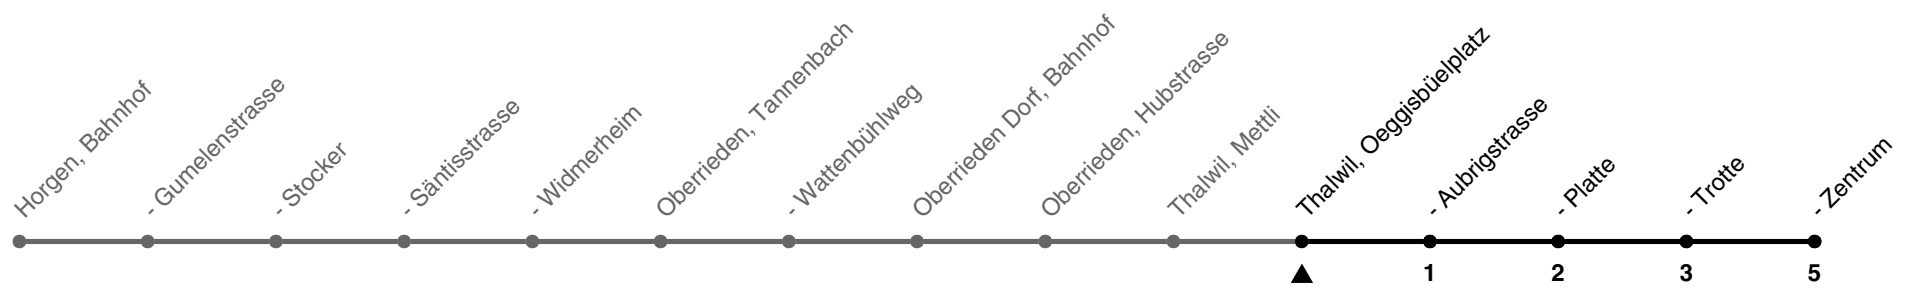 Horgen, Bahnhof
- Gumelenstrasse
- Stocker
- Säntisstrasse
- Widmerheim
Oberrieden, Tannenbach
- Wattenbühlweg
Oberrieden Dorf, Bahnhof
Oberrieden, Hubstrasse
Thalwil, Mettli
Thalwil, Oeggisbüelplatz
- Aubrigstrasse
- Platte
- Trotte
- Zentrum
1 2 3 5